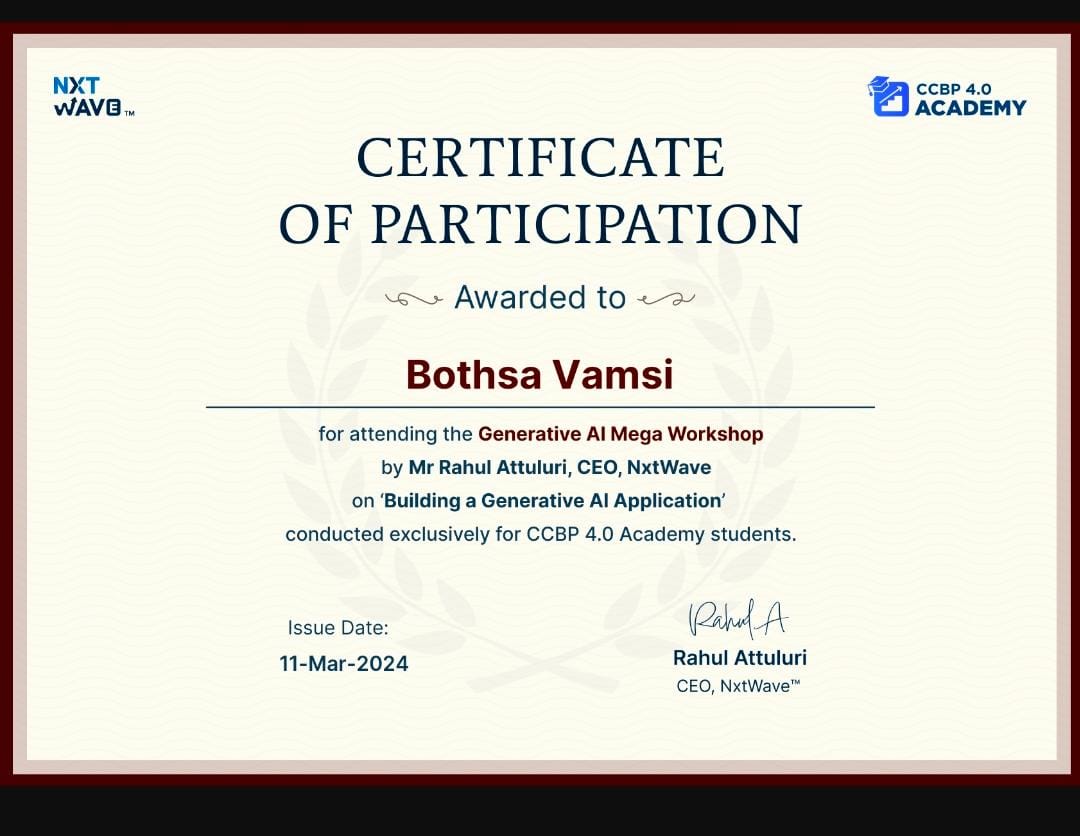 NXT
WAVE™
CCBP 4.0
ACADEMY
CERTIFICATE
OF PARTICIPATION
Awarded to
Bothsa Vamsi
for attending the Generative AI Mega Workshop
by Mr Rahul Attuluri, CEO, NxtWave
on ‘Building a Generative AI Application’
conducted exclusively for CCBP 4.0 Academy students.
Issue Date:
11-Mar-2024
Rahul A
Rahul Attuluri
CEO, NxtWave™